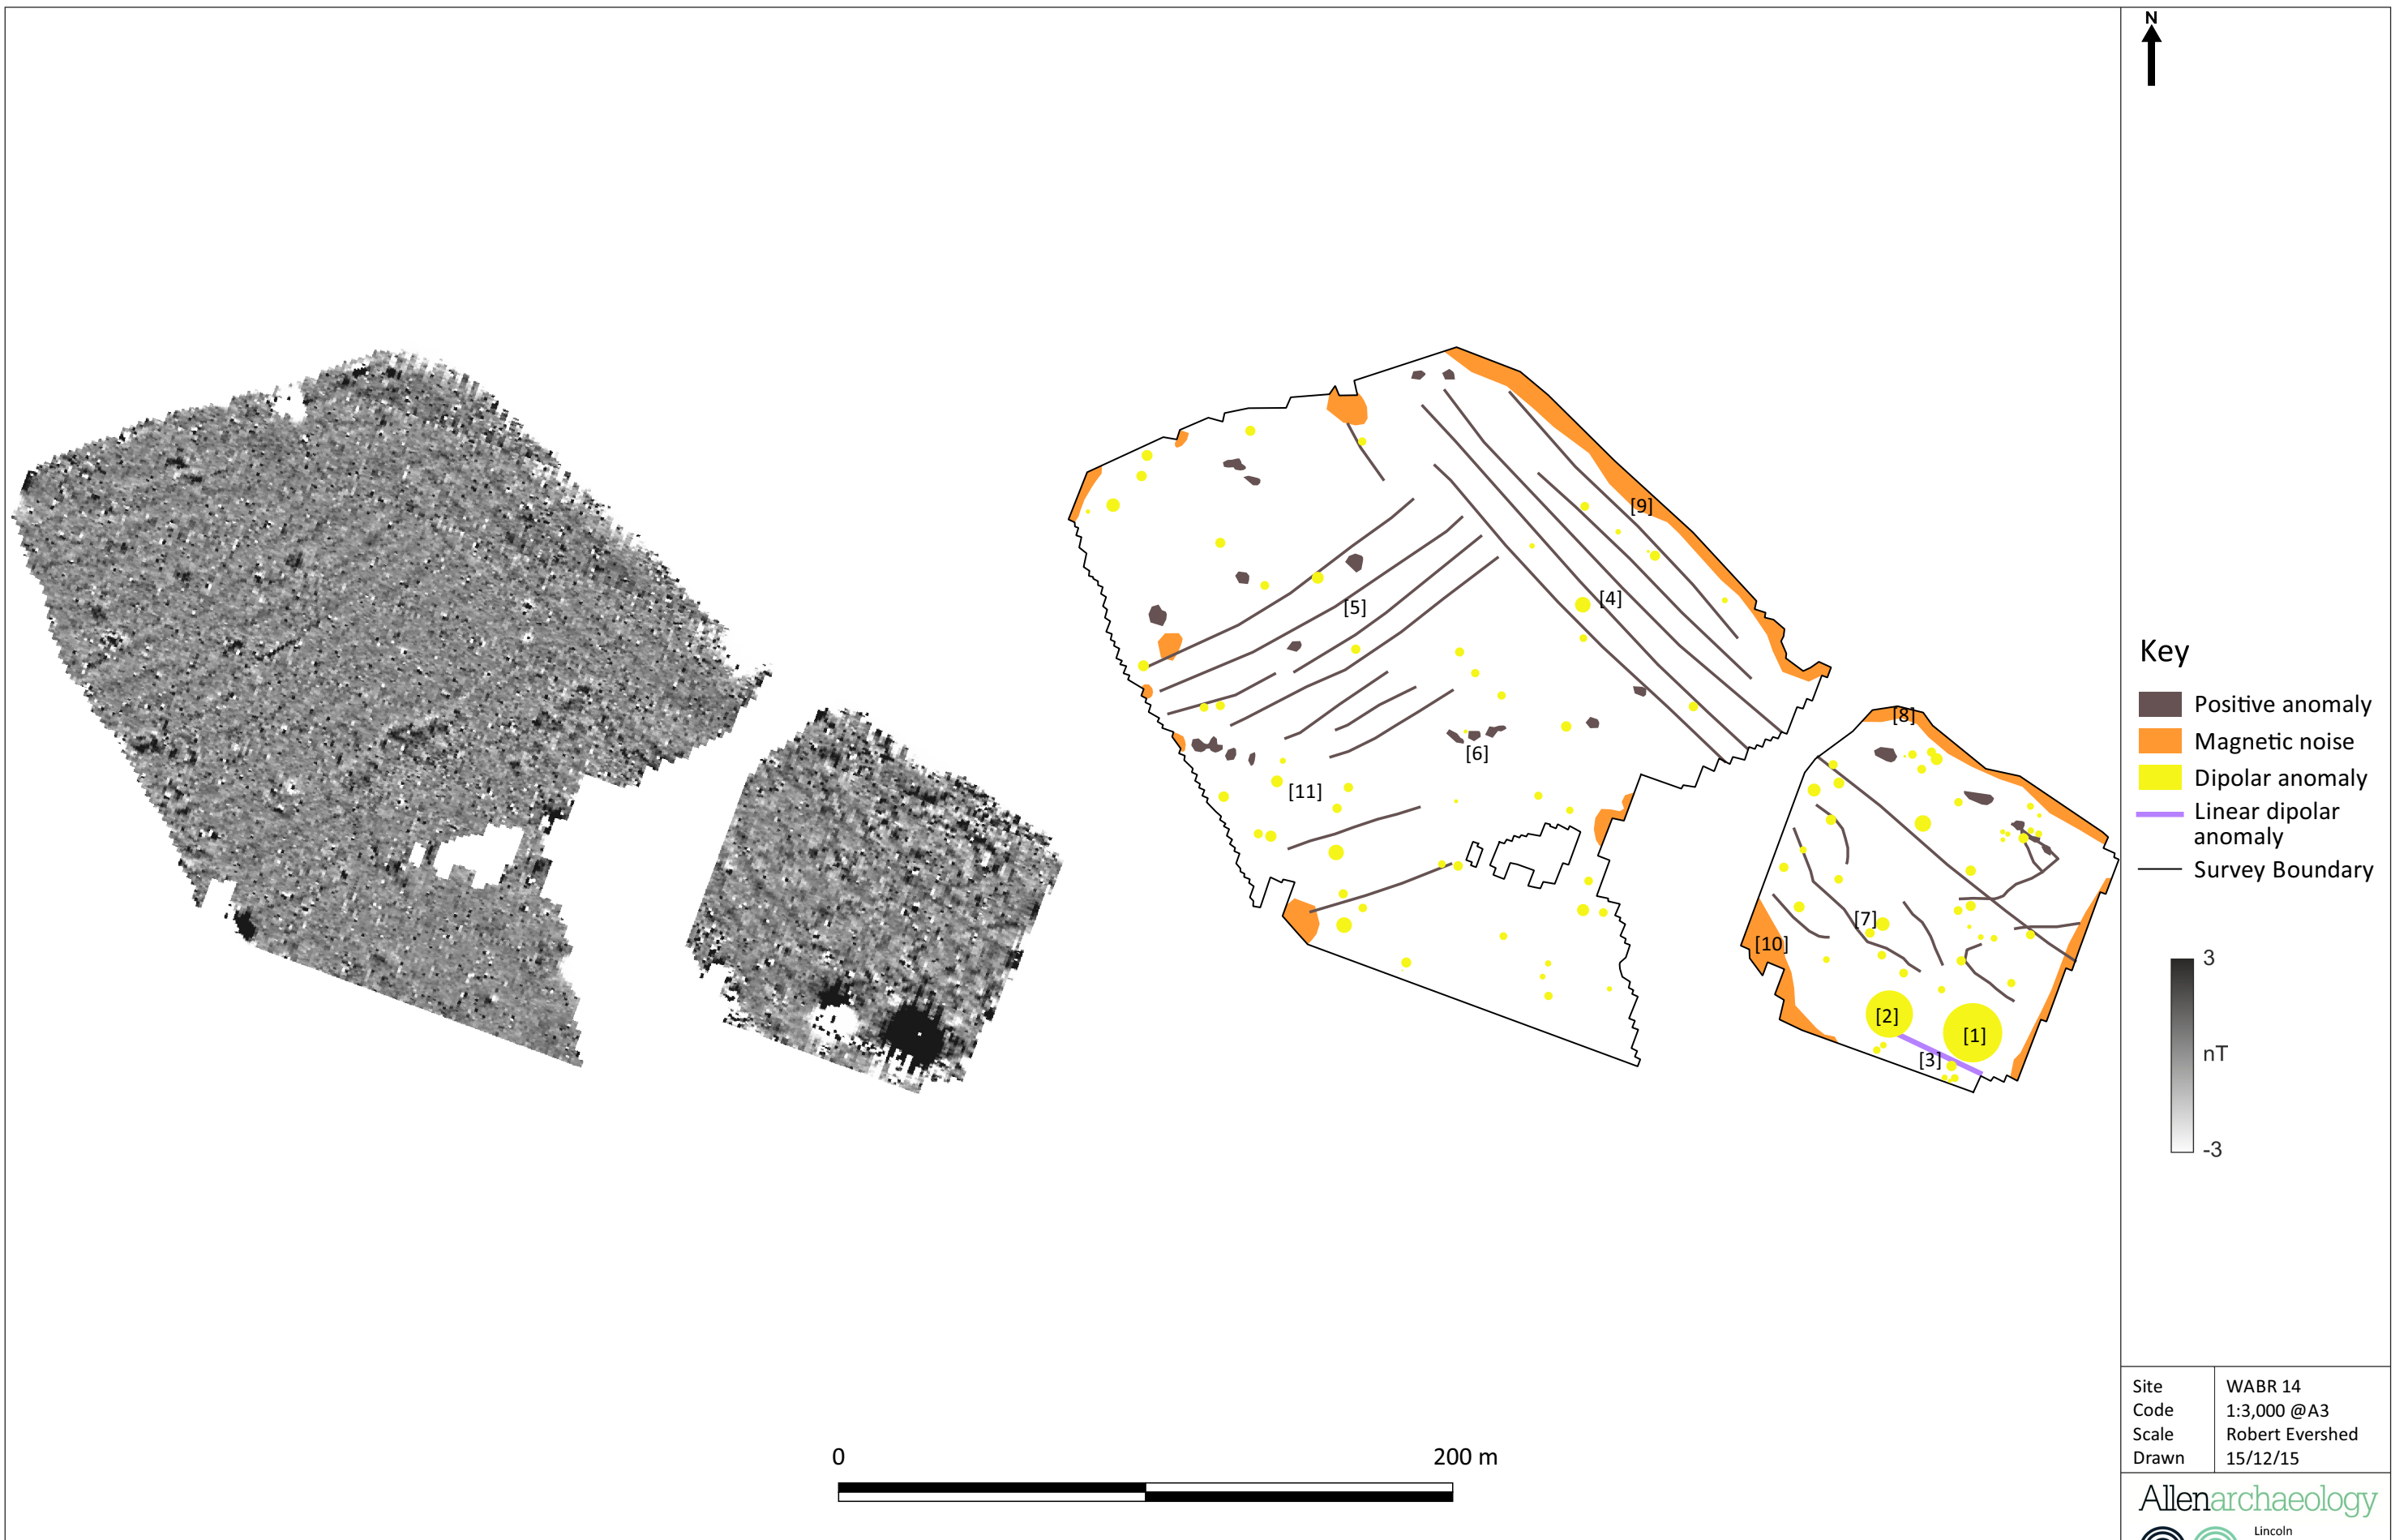 N
[9]
[4]
[5]
[6]
[11]
[8]
[7]
[10]
[2]
[1]
[3]
Key
Positive anomaly
Magnetic noise
Dipolar anomaly
Linear dipolar
anomaly
Survey Boundary
3
nT
-3
0 200 m
Site WABR 14
Code 1:3,000 @A3
Scale Robert Evershed
Drawn 15/12/15
Allenarchaeology
Lincoln